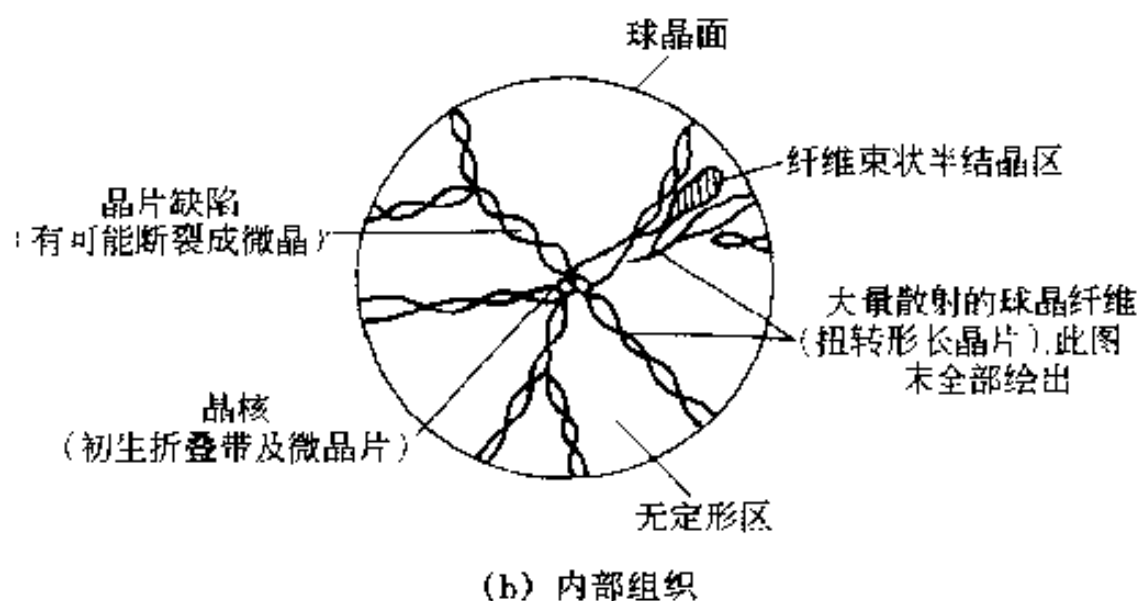 球晶面
纤维束状半结晶区
晶片缺陷
(有可能断裂成微晶)
大量散射的球晶纤维
(扭转形长晶片),此图
末全部绘出
晶核
(初生折叠带及微晶片)
无定形区
(b) 内部组织